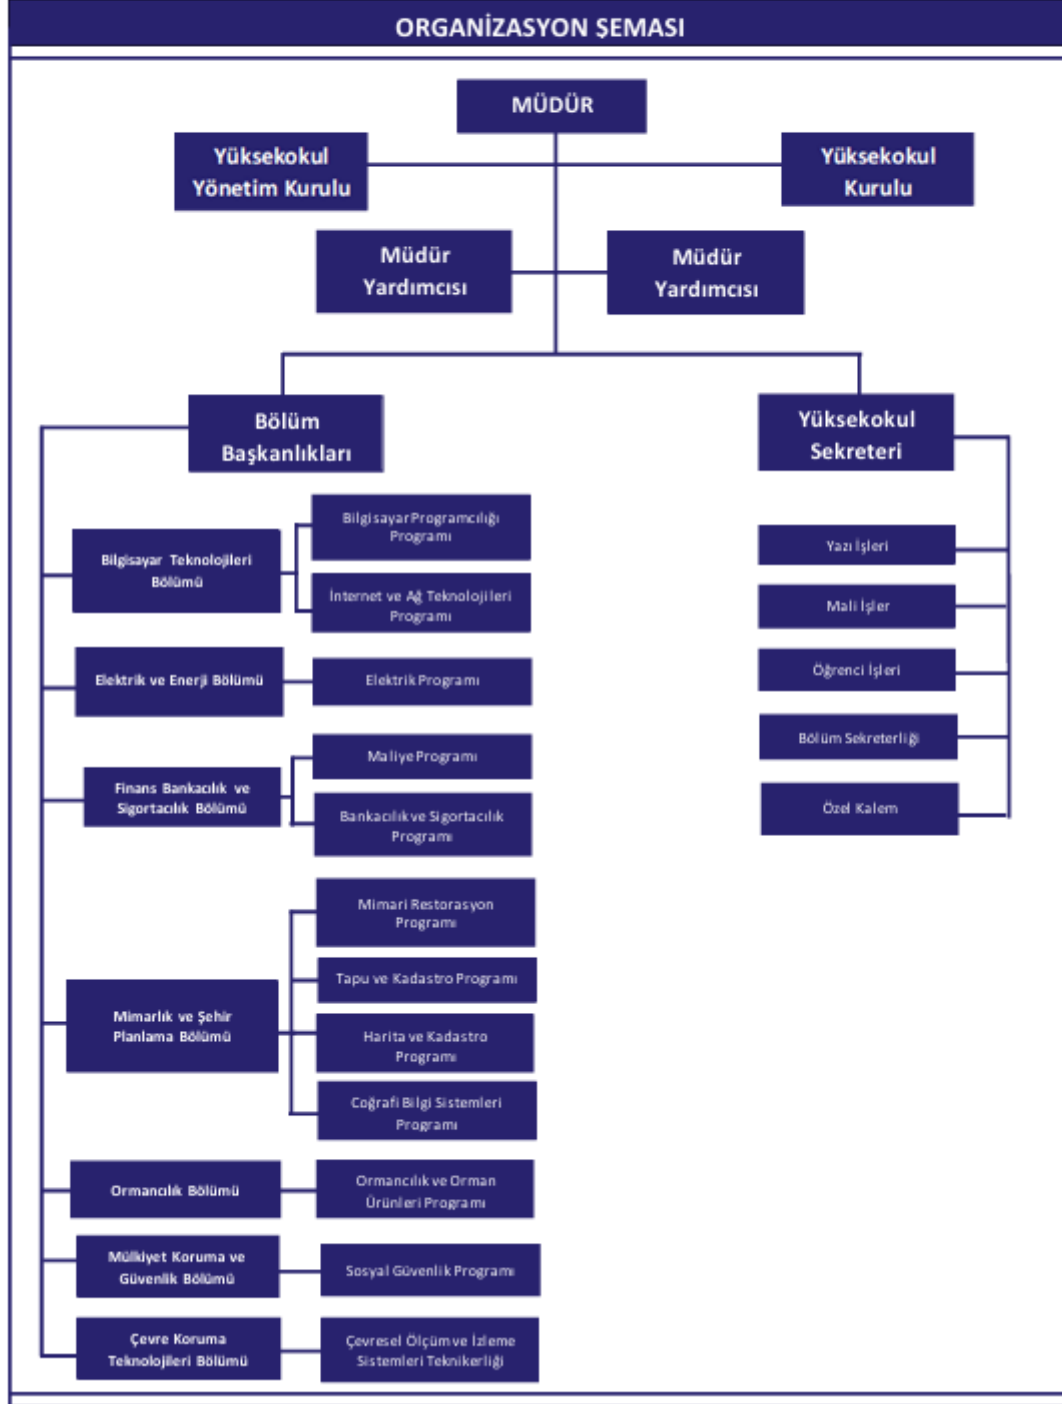 ORGANİZASYON ŞEMASI
MÜDÜR
Yüksekokul
Yönetim Kurulu
Yüksekokul
Kurulu
Müdür
Yardımcısı
Müdür
Yardımcısı
Bölüm
Başkanlıkları
Yüksekokul
Sekreteri
Bilgisayar Teknolojileri
Bölümü
Bilgisayar Programcılığı
Programı
İnternet ve Ağ Teknolojileri
Programı
Elektrik ve Enerji Bölümü
Elektrik Programı
Finans Bankacılık ve
Sigortacılık Bölümü
Maliye Programı
Bankacılık ve Sigortacılık
Programı
Mimarlık ve Şehir
Planlama Bölümü
Mimari Restorasyon
Programı
Tapu ve Kadastro Programı
Harita ve Kadastro
Programı
Coğrafi Bilgi Sistemleri
Programı
Ormancılık Bölümü
Ormancılık ve Orman
Ürünleri Programı
Mülkiyet Koruma ve
Güvenlik Bölümü
Sosyal Güvenlik Programı
Çevre Koruma
Teknolojileri Bölümü
Çevresel Ölçüm ve İzleme
Sistemleri Teknikerliği
Yazı İşleri
Mali İşler
Öğrenci İşleri
Bölüm Sekreterliği
Özel Kalem